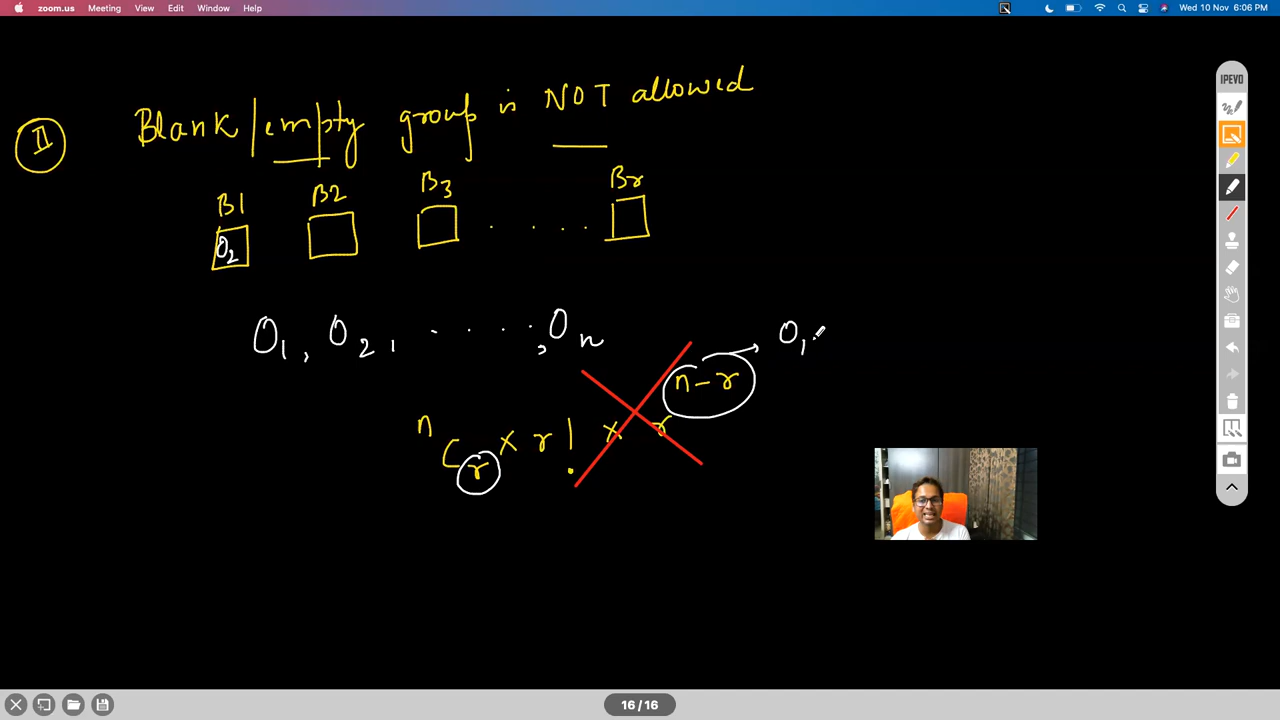 zoom.us Meeting View Edit Window Help Wed 10 Nov 6:06 PM
IPEVO
II Blank/empty group is NOT allowed
B1 B2 B3 ..... Br
O2
O1, O2, ....., On
nCr × r! × r^n-r → O1
16 / 16